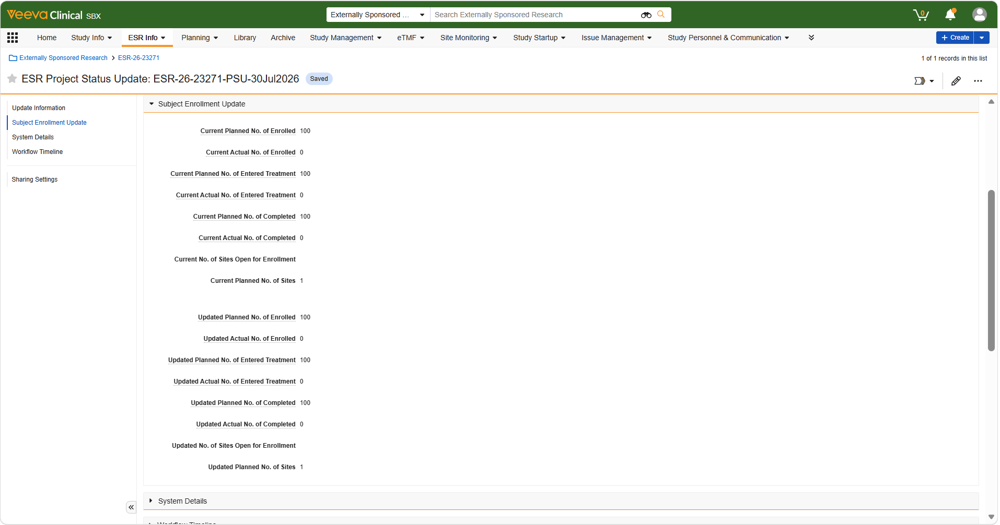 Veeva Clinical SBX
Externally Sponsored ...
Search Externally Sponsored Research
0
Home
Study Info
ESR Info
Planning
Library
Archive
Study Management
eTMF
Site Monitoring
Study Startup
Issue Management
Study Personnel & Communication
+ Create
Externally Sponsored Research > ESR-26-23271
1 of 1 records in this list
ESR Project Status Update: ESR-26-23271-PSU-30Jul2026
Saved
Update Information
Subject Enrollment Update
System Details
Workflow Timeline
Sharing Settings
Subject Enrollment Update
Current Planned No. of Enrolled 100
Current Actual No. of Enrolled 0
Current Planned No. of Entered Treatment 100
Current Actual No. of Entered Treatment 0
Current Planned No. of Completed 100
Current Actual No. of Completed 0
Current No. of Sites Open for Enrollment
Current Planned No. of Sites 1
Updated Planned No. of Enrolled 100
Updated Actual No. of Enrolled 0
Updated Planned No. of Entered Treatment 100
Updated Actual No. of Entered Treatment 0
Updated Planned No. of Completed 100
Updated Actual No. of Completed 0
Updated No. of Sites Open for Enrollment
Updated Planned No. of Sites 1
System Details
Workflow Timeline